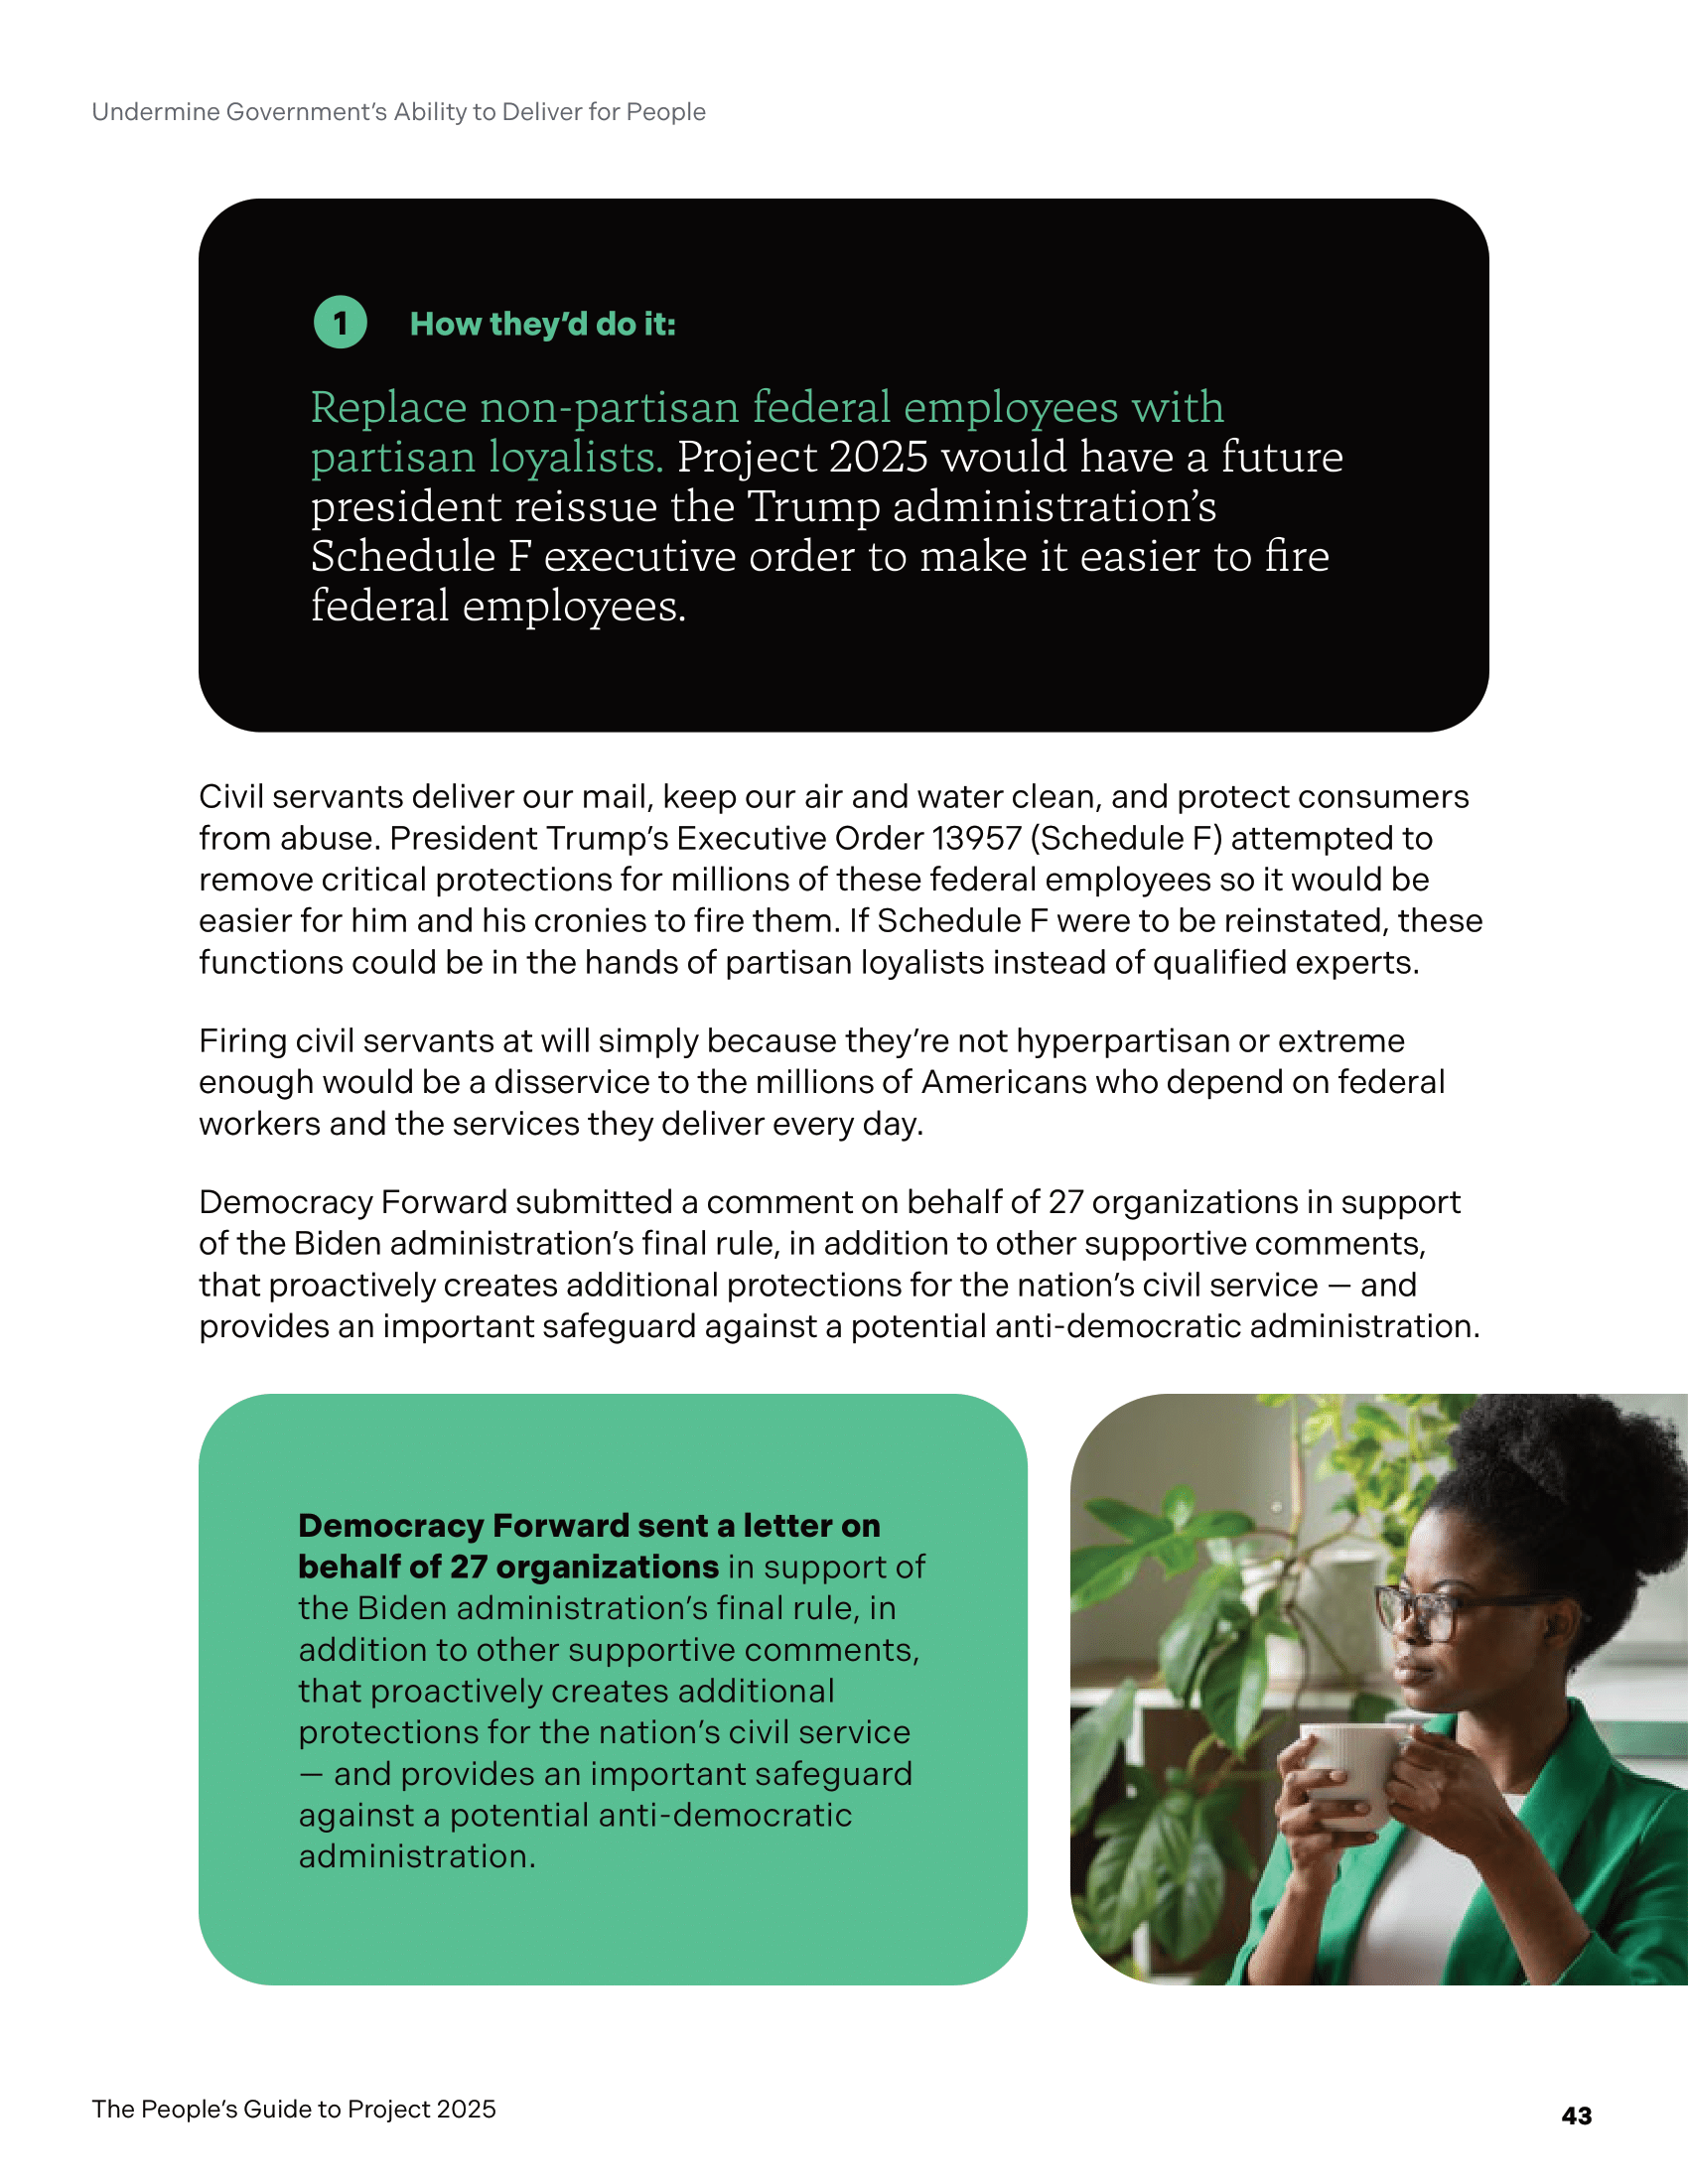 Undermine Government’s Ability to Deliver for People
1 How they’d do it:
Replace non-partisan federal employees with
partisan loyalists. Project 2025 would have a future
president reissue the Trump administration’s
Schedule F executive order to make it easier to fire
federal employees.
Civil servants deliver our mail, keep our air and water clean, and protect consumers
from abuse. President Trump’s Executive Order 13957 (Schedule F) attempted to
remove critical protections for millions of these federal employees so it would be
easier for him and his cronies to fire them. If Schedule F were to be reinstated, these
functions could be in the hands of partisan loyalists instead of qualified experts.
Firing civil servants at will simply because they’re not hyperpartisan or extreme
enough would be a disservice to the millions of Americans who depend on federal
workers and the services they deliver every day.
Democracy Forward submitted a comment on behalf of 27 organizations in support
of the Biden administration’s final rule, in addition to other supportive comments,
that proactively creates additional protections for the nation’s civil service — and
provides an important safeguard against a potential anti-democratic administration.
Democracy Forward sent a letter on
behalf of 27 organizations in support of
the Biden administration’s final rule, in
addition to other supportive comments,
that proactively creates additional
protections for the nation’s civil service
— and provides an important safeguard
against a potential anti-democratic
administration.
The People’s Guide to Project 2025
43